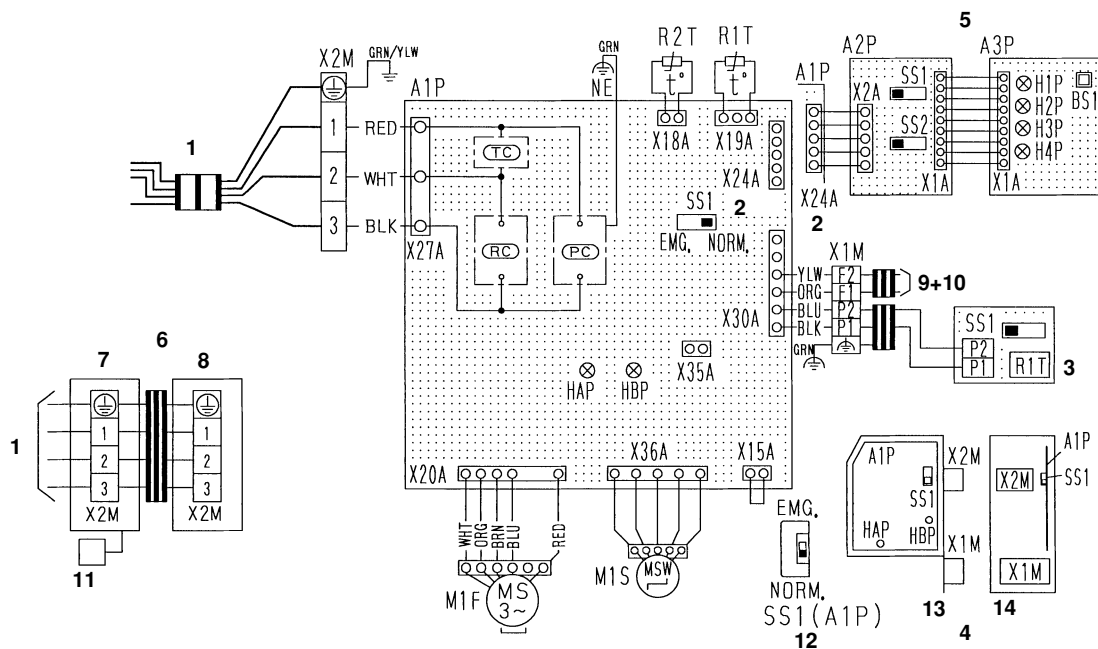 1
X2M
GRN/YLW
1
2
3
RED
WHT
BLK
A1P
X27A
TC
RC
PC
GRN
NE
R2T
R1T
t°
t°
X18A
X19A
X24A
SS1
2
EMG. NORM.
X30A
X35A
HAP
HBP
X20A
X36A
X15A
WHT
ORG
BRN
BLU
RED
M1F
MS
3~
M1S
MSW
5
A1P
X24A
2
A2P
X2A
SS1
SS2
X1A
A3P
X1A
H1P
H2P
H3P
H4P
BS1
X1M
YLW
F2
ORG
F1
BLU
P2
BLK
P1
GRN
9+10
SS1
P2
P1
R1T
3
6
7
8
1
1
2
3
X2M
1
2
3
X2M
11
EMG.
NORM.
SS1(A1P)
12
A1P
SS1
HAP
HBP
X2M
X1M
13
A1P
X2M
SS1
X1M
14
4